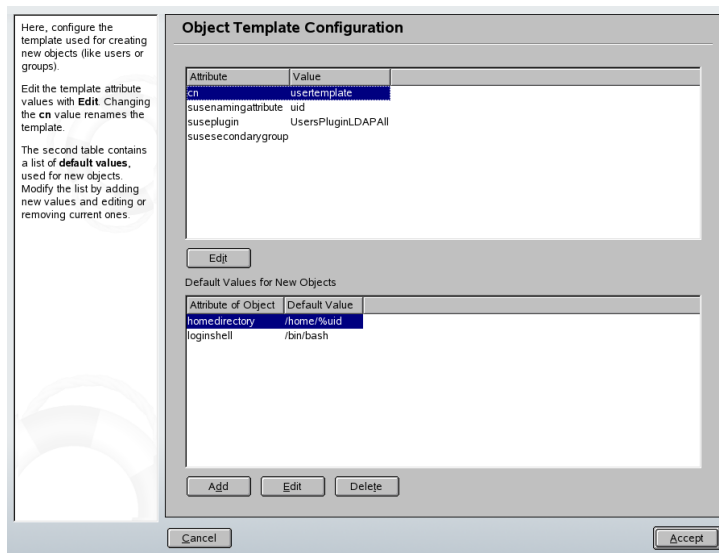 Here, configure the
template used for creating
new objects (like users or
groups).
Edit the template attribute
values with Edit. Changing
the cn value renames the
template.
The second table contains
a list of default values,
used for new objects.
Modify the list by adding
new values and editing or
removing current ones.
Object Template Configuration
Attribute Value
cn usertemplate
susenamingattribute uid
suseplugin UsersPluginLDAPAll
susesecondarygroup
Edit
Default Values for New Objects
Attribute of Object Default Value
homedirectory /home/%uid
loginshell /bin/bash
Add Edit Delete
Cancel Accept